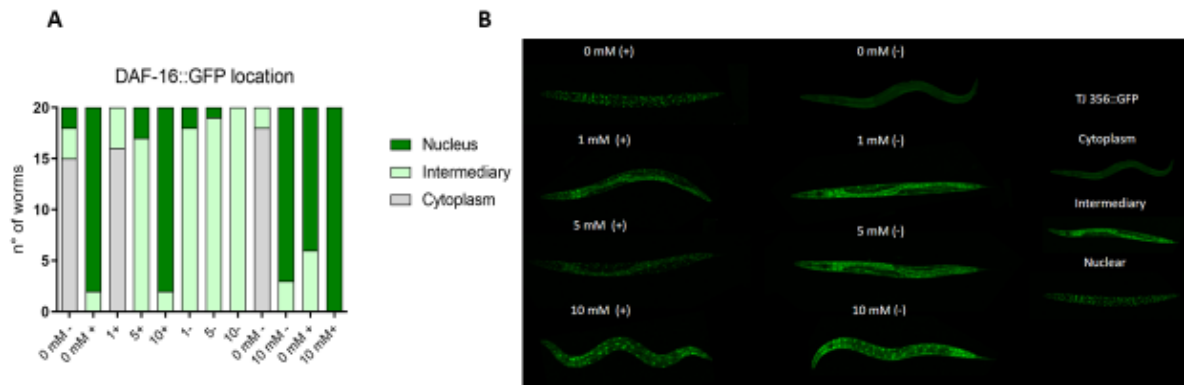 A
DAF-16::GFP location
n° of worms
20
15
10
5
0
0 mM -
0 mM +
1+
5+
10+
1-
5-
10-
0 mM -
10 mM -
0 mM +
10 mM+
Nucleus
Intermediary
Cytoplasm
B
0 mM (+)
0 mM (-)
1 mM (+)
1 mM (-)
5 mM (+)
5 mM (-)
10 mM (+)
10 mM (-)
TJ 356::GFP
Cytoplasm
Intermediary
Nuclear